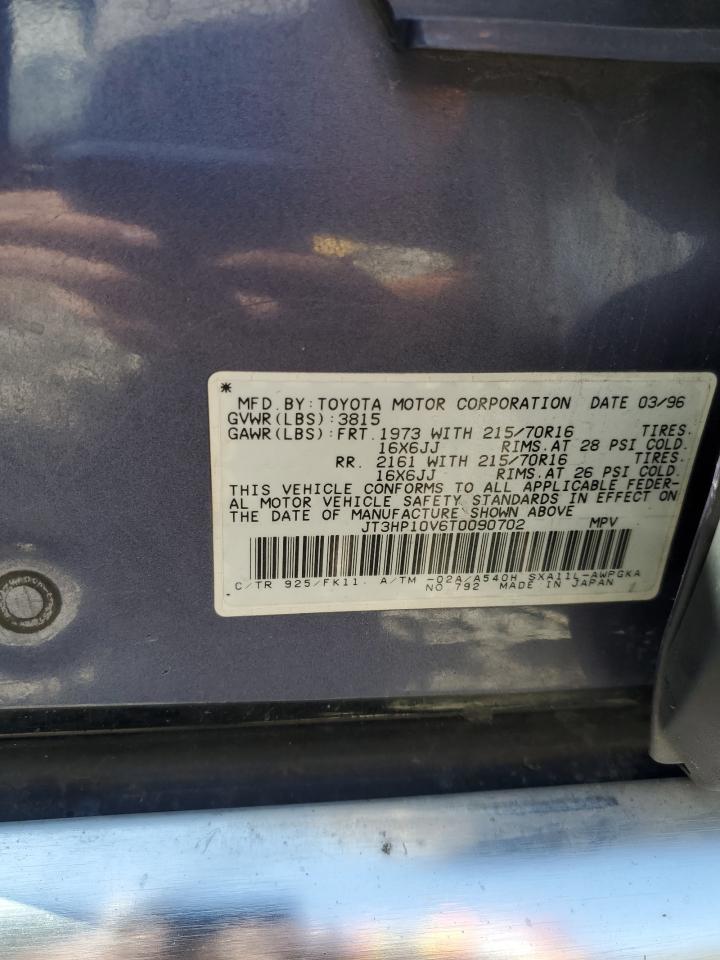 *
MFD. BY: TOYOTA MOTOR CORPORATION DATE 03/96
GVWR(LBS): 3815
GAWR(LBS): FRT. 1973 WITH 215/70R16 TIRES.
16X6JJ RIMS.AT 28 PSI COLD.
RR. 2161 WITH 215/70R16 TIRES.
16X6JJ RIMS.AT 26 PSI COLD.
THIS VEHICLE CONFORMS TO ALL APPLICABLE FEDER-
AL MOTOR VEHICLE SAFETY STANDARDS IN EFFECT ON
THE DATE OF MANUFACTURE SHOWN ABOVE
JT3HP10V6T0090702 MPV
C/TR 925/FK11 A/TM -02A/A540H SXA11L-AWPGKA
NO 792 MADE IN JAPAN